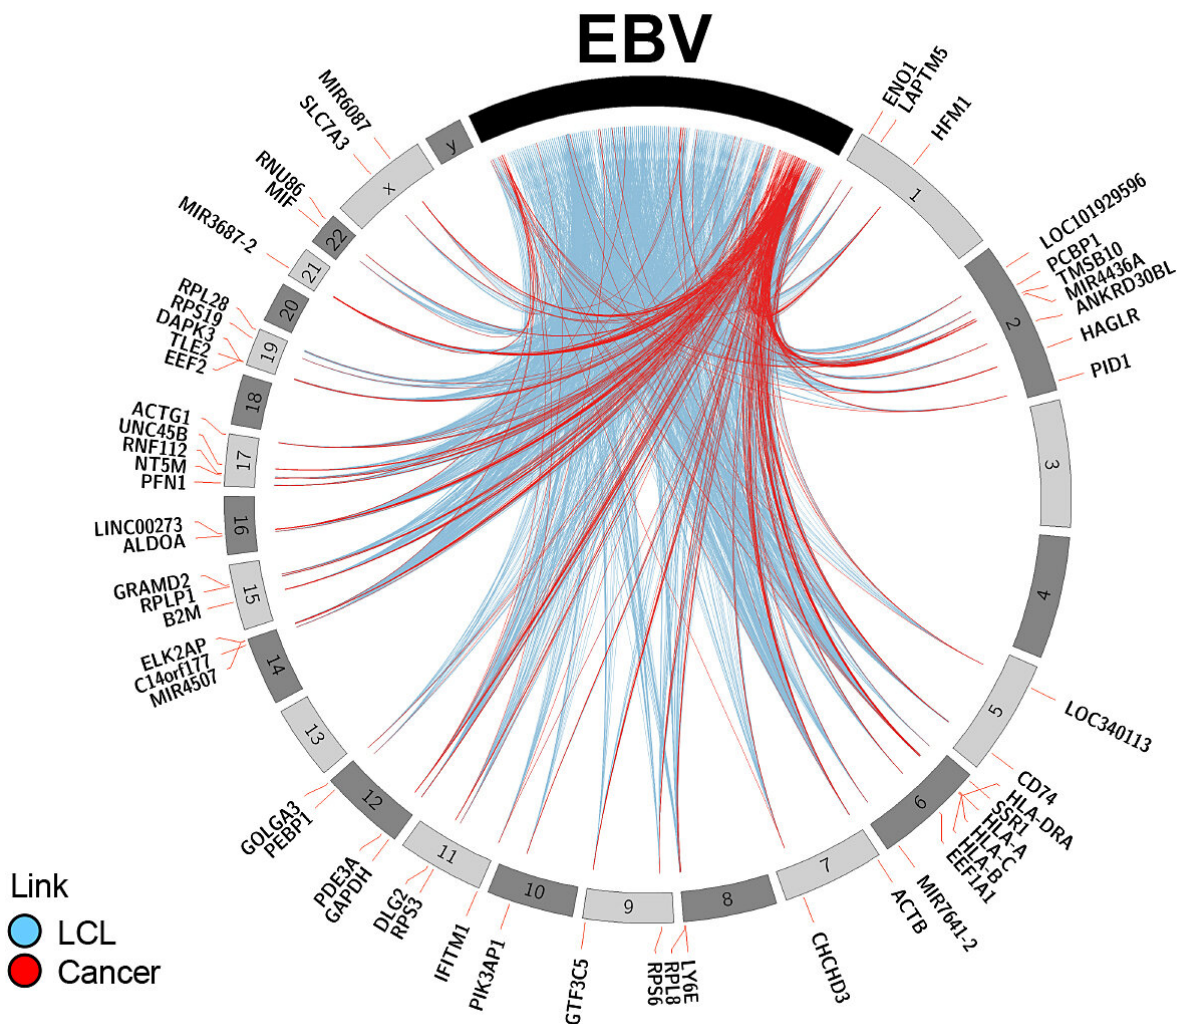 EBV
ENO1
LAPTM5
HFM1
1
LOC101929596
PCBP1
TMSB10
MIR4436A
ANKRD30BL
HAGLR
PID1
2
3
4
5
LOC340113
CD74
HLA-DRA
SSR1
HLA-A
HLA-C
HLA-B
EEF1A1
6
MIR7641-2
ACTB
7
CHCHD3
8
LY6E
RPL8
RPS6
9
GTF3C5
10
PIK3AP1
IFITM1
11
RPS3
DLG2
GAPDH
PDE3A
12
PEBP1
GOLGA3
13
14
MIR4507
C14orf177
ELK2AP
15
B2M
RPLP1
GRAMD2
16
ALDOA
LINC00273
17
PFN1
NT5M
RNF112
UNC45B
ACTG1
18
19
EEF2
TLE2
DAPK3
RPS19
RPL28
20
21
MIR3687-2
22
MIF
RNU86
x
SLC7A3
MIR6087
y
Link
LCL
Cancer